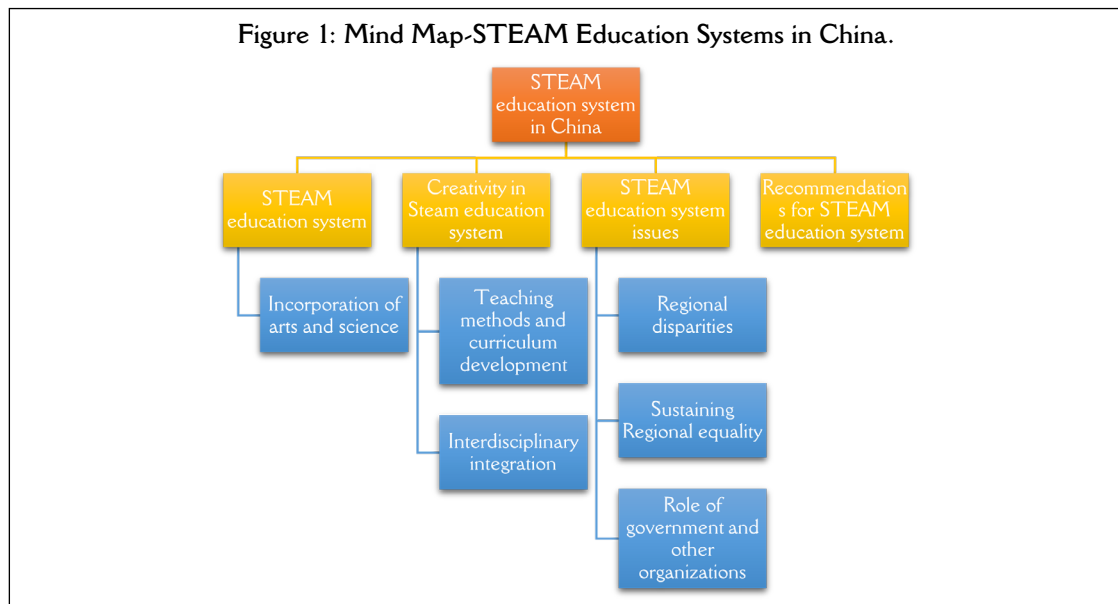 Figure 1: Mind Map-STEAM Education Systems in China.
STEAM
education system
in China
STEAM
education system
Creativity in
Steam education
system
STEAM
education system
issues
Recommendation
s for STEAM
education system
Incorporation of
arts and science
Teaching
methods and
curriculum
development
Interdisciplinary
integration
Regional
disparities
Sustaining
Regional equality
Role of
government and
other
organizations